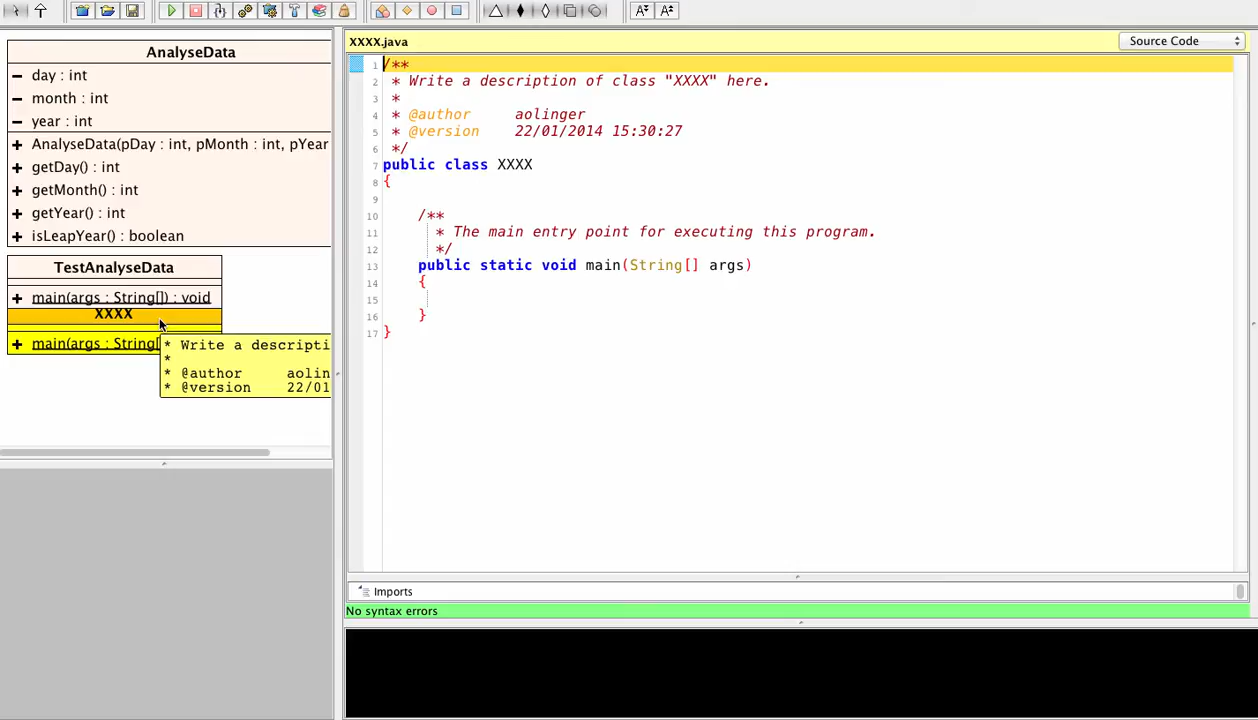 AnalyseData
− day : int
− month : int
− year : int
+ AnalyseData(pDay : int, pMonth : int, pYear
+ getDay() : int
+ getMonth() : int
+ getYear() : int
+ isLeapYear() : boolean
TestAnalyseData
+ main(args : String[]) : void
XXXX
+ main(args : String[
* Write a descripti
*
* @author aolin
* @version 22/01
XXXX.java
Source Code
1 /**
2 * Write a description of class "XXXX" here.
3 *
4 * @author aolinger
5 * @version 22/01/2014 15:30:27
6 */
7 public class XXXX
8 {
9
10 /**
11 * The main entry point for executing this program.
12 */
13 public static void main(String[] args)
14 {
15
16 }
17 }
Imports
No syntax errors